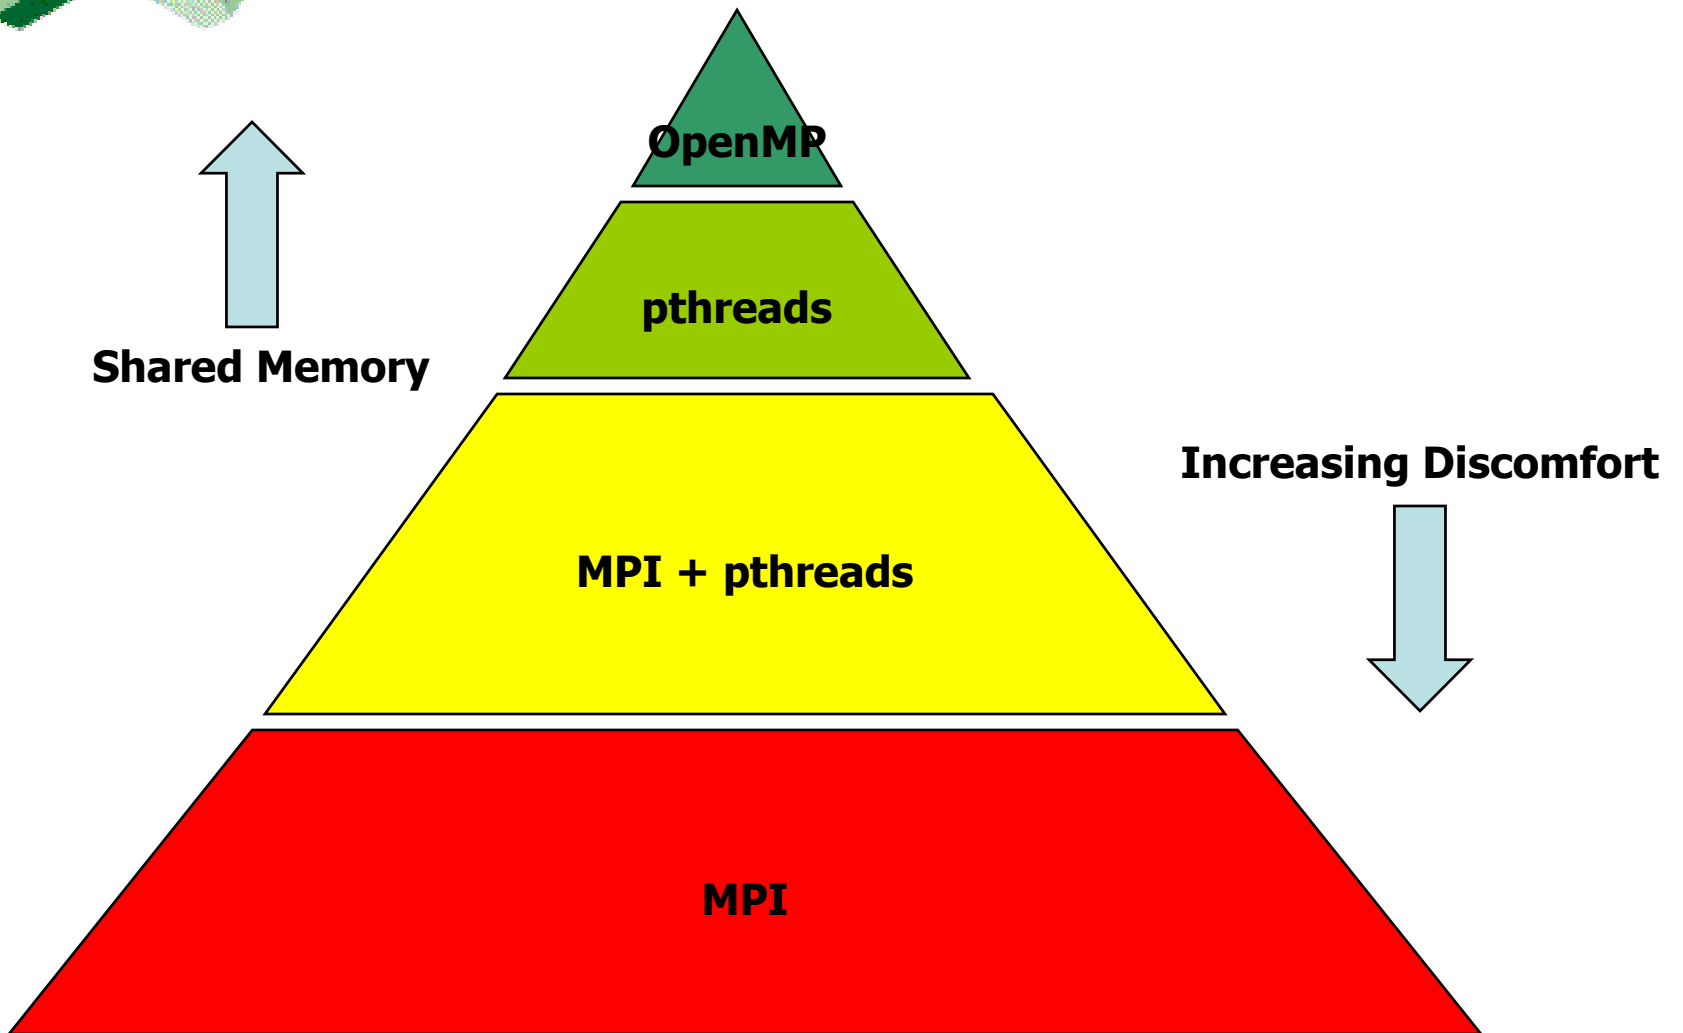 OpenMP
pthreads
Shared Memory
Increasing Discomfort
MPI + pthreads
MPI